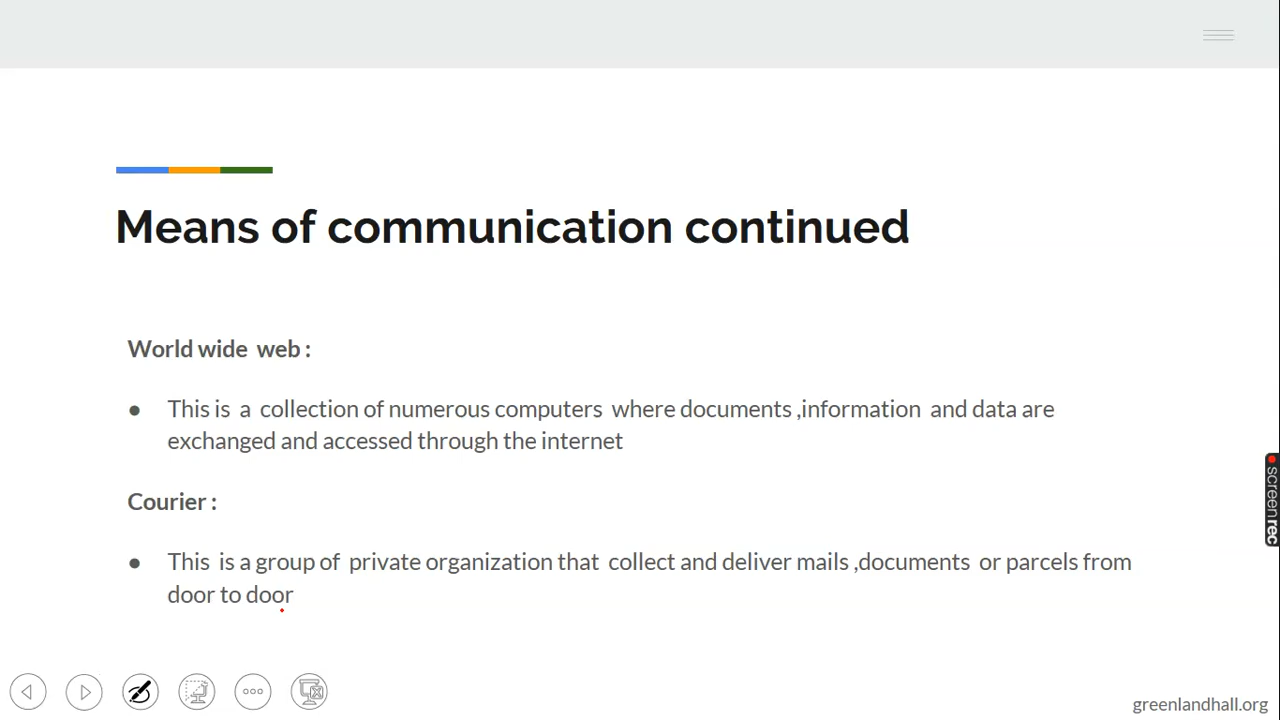 Means of communication continued
World wide web :
● This is a collection of numerous computers where documents ,information and data are
exchanged and accessed through the internet
Courier :
● This is a group of private organization that collect and deliver mails ,documents or parcels from
door to door
screenrec
greenlandhall.org